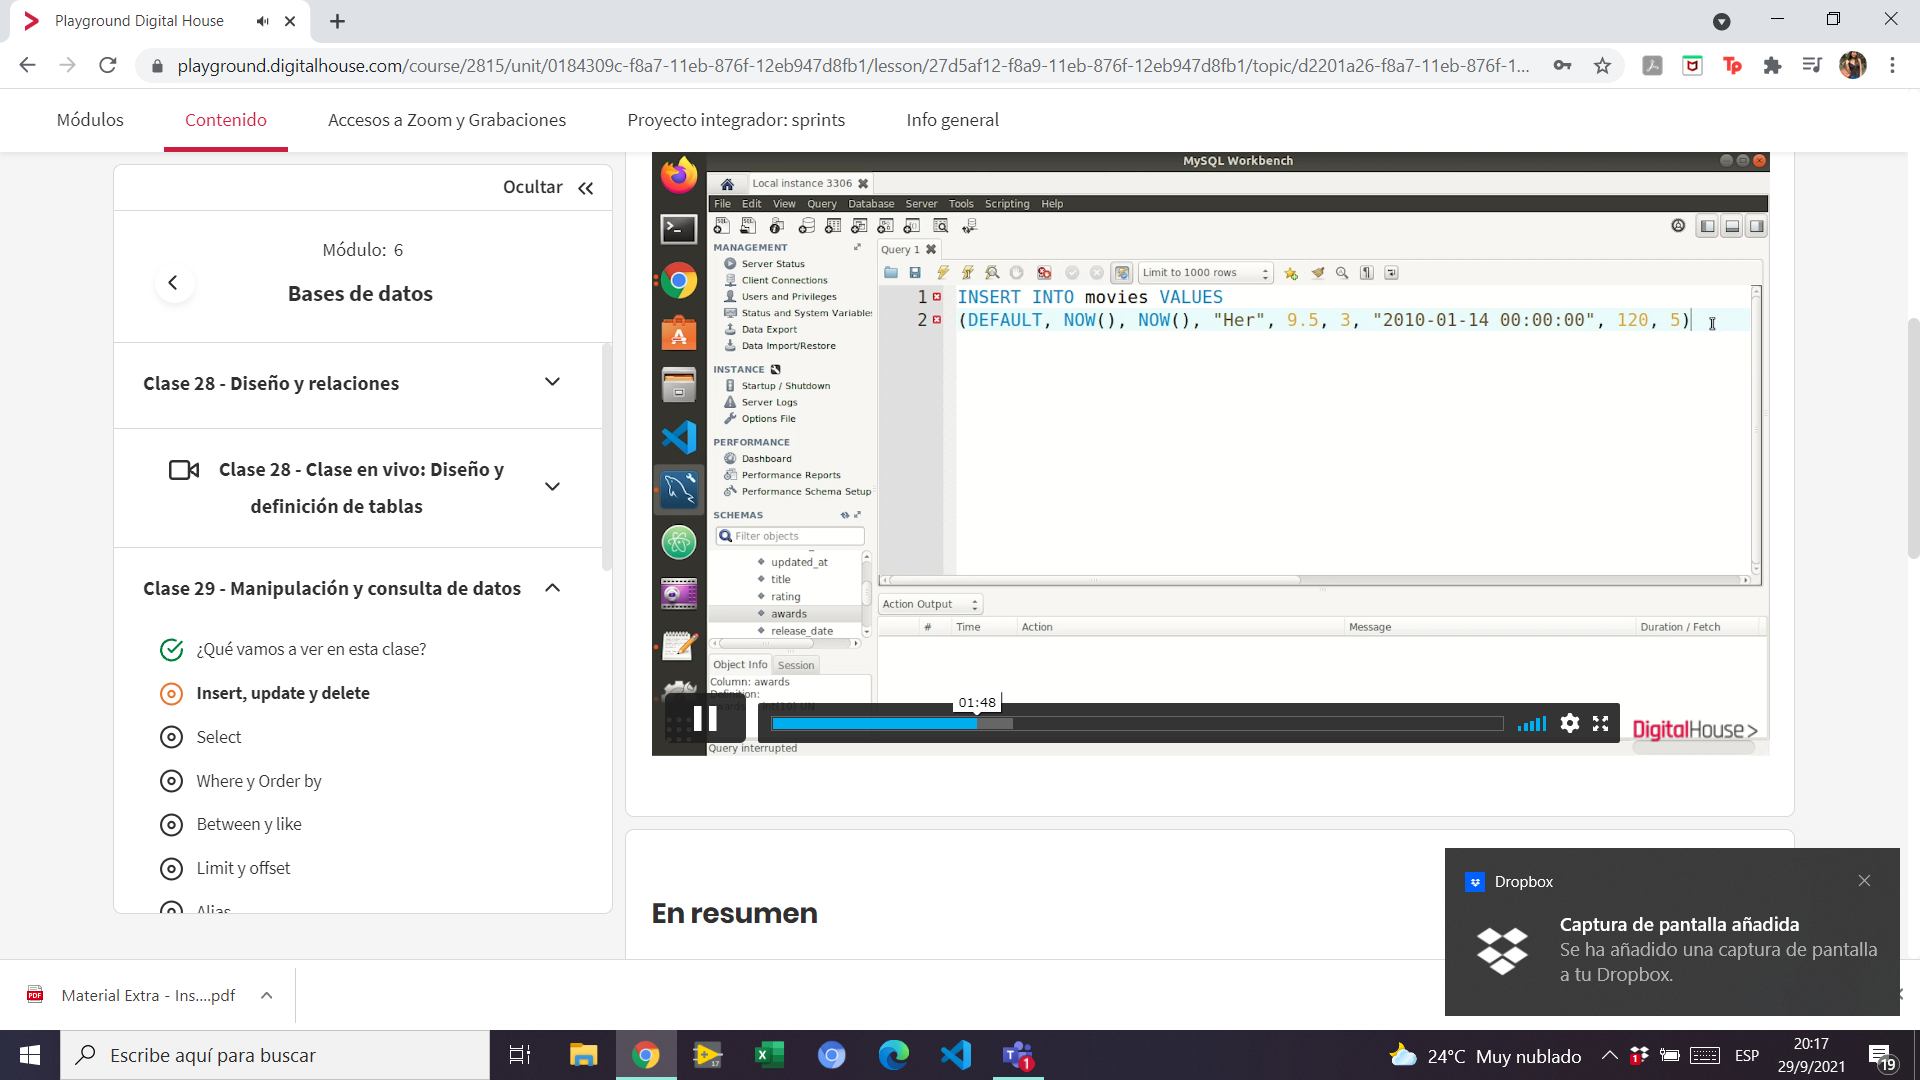 Playground Digital House
playground.digitalhouse.com/course/2815/unit/0184309c-f8a7-11eb-876f-12eb947d8fb1/lesson/27d5af12-f8a9-11eb-876f-12eb947d8fb1/topic/d2201a26-f8a7-11eb-876f-1...
Módulos
Contenido
Accesos a Zoom y Grabaciones
Proyecto integrador: sprints
Info general
Ocultar
Módulo: 6
Bases de datos
Clase 28 - Diseño y relaciones
Clase 28 - Clase en vivo: Diseño y
definición de tablas
Clase 29 - Manipulación y consulta de datos
¿Qué vamos a ver en esta clase?
Insert, update y delete
Select
Where y Order by
Between y like
Limit y offset
Alias
MySQL Workbench
Local instance 3306
File Edit View Query Database Server Tools Scripting Help
MANAGEMENT
Server Status
Client Connections
Users and Privileges
Status and System Variables
Data Export
Data Import/Restore
INSTANCE
Startup / Shutdown
Server Logs
Options File
PERFORMANCE
Dashboard
Performance Reports
Performance Schema Setup
SCHEMAS
Filter objects
updated_at
title
rating
awards
release_date
Object Info Session
Column: awards
Definition:
Query interrupted
Query 1
Limit to 1000 rows
1 INSERT INTO movies VALUES
2 (DEFAULT, NOW(), NOW(), "Her", 9.5, 3, "2010-01-14 00:00:00", 120, 5)
Action Output
# Time Action Message Duration / Fetch
01:48
DigitalHouse>
En resumen
Dropbox
Captura de pantalla añadida
Se ha añadido una captura de pantalla
a tu Dropbox.
PDF
Material Extra - Ins....pdf
Escribe aquí para buscar
17
1
24°C Muy nublado
1
ESP
20:17
29/9/2021
19